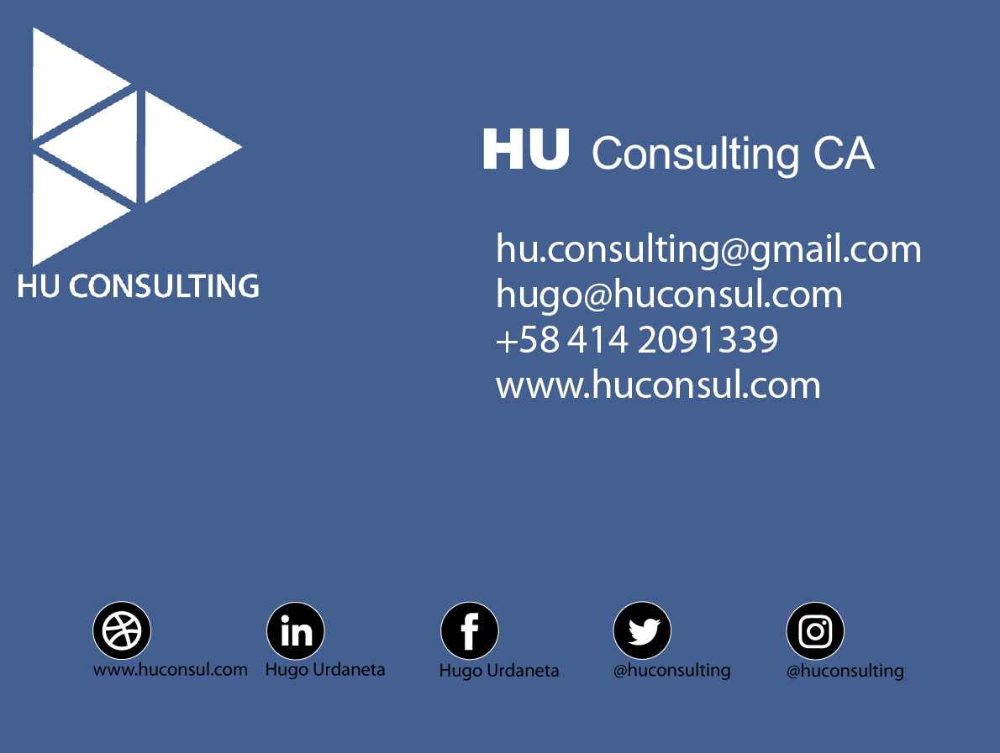 HU CONSULTING
HU Consulting CA
hu.consulting@gmail.com
hugo@huconsul.com
+58 414 2091339
www.huconsul.com
www.huconsul.com
Hugo Urdaneta
Hugo Urdaneta
@huconsulting
@huconsulting